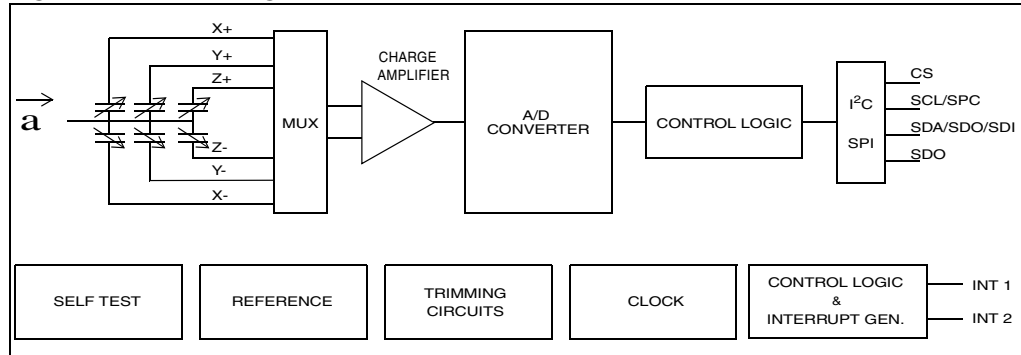 X+
Y+
Z+
CHARGE
AMPLIFIER
a
MUX
A/D
CONVERTER
CONTROL LOGIC
I²C
SPI
CS
SCL/SPC
SDA/SDO/SDI
SDO
Z-
Y-
X-
SELF TEST
REFERENCE
TRIMMING
CIRCUITS
CLOCK
CONTROL LOGIC
&
INTERRUPT GEN.
INT 1
INT 2